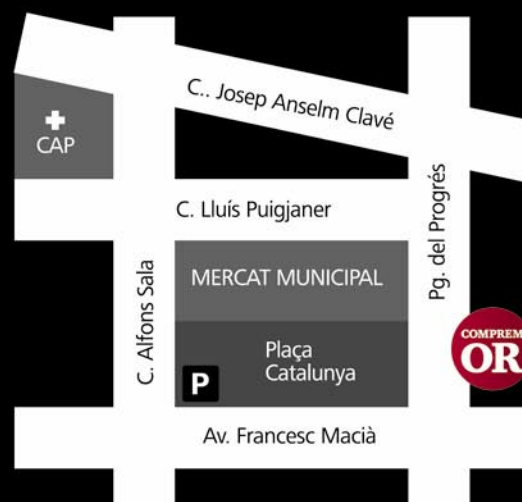 C.. Josep Anselm Clavé
CAP
C. Lluís Puigjaner
Pg. del Progrés
C. Alfons Sala
MERCAT MUNICIPAL
COMPREM
OR
Plaça
Catalunya
P
Av. Francesc Macià